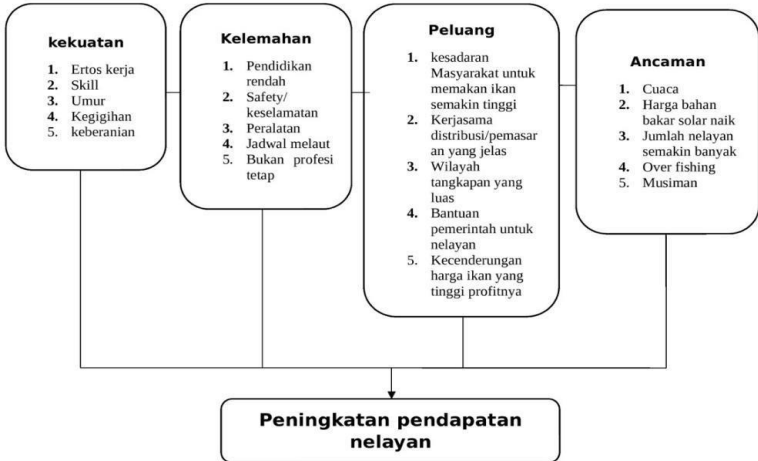 kekuatan
1. Ertos kerja
2. Skill
3. Umur
4. Kegigihan
5. keberanian
Kelemahan
1. Pendidikan
rendah
2. Safety/
keselamatan
3. Peralatan
4. Jadwal melaut
5. Bukan profesi
tetap
Peluang
1. kesadaran
Masyarakat untuk
memakan ikan
semakin tinggi
2. Kerjasama
distribusi/pemasar
an yang jelas
3. Wilayah
tangkapan yang
luas
4. Bantuan
pemerintah untuk
nelayan
5. Kecenderungan
harga ikan yang
tinggi profitnya
Ancaman
1. Cuaca
2. Harga bahan
bakar solar naik
3. Jumlah nelayan
semakin banyak
4. Over fishing
5. Musiman
Peningkatan pendapatan
nelayan